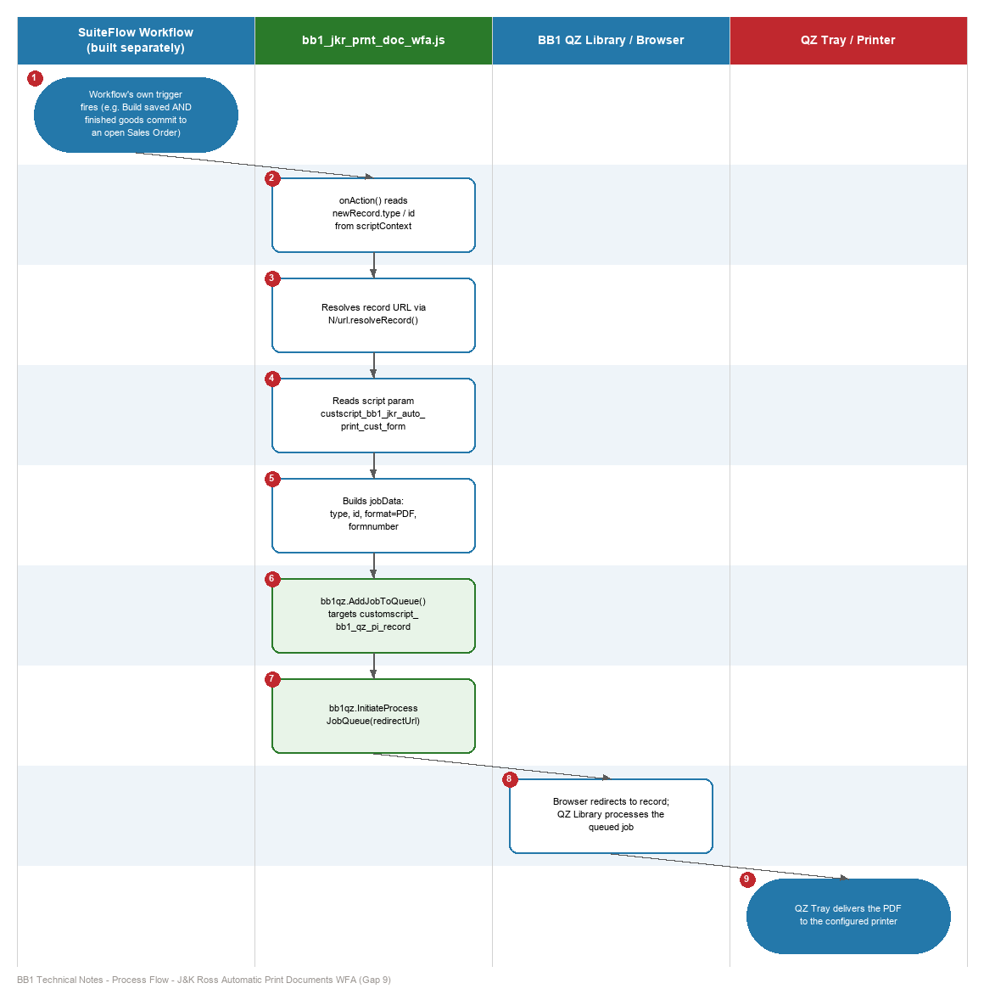 SuiteFlow Workflow
(built separately)
bb1_jkr_prnt_doc_wfa.js
BB1 QZ Library / Browser
QZ Tray / Printer
1
Workflow's own trigger
fires (e.g. Build saved AND
finished goods commit to
an open Sales Order)
2
onAction() reads
newRecord.type / id
from scriptContext
3
Resolves record URL via
N/url.resolveRecord()
4
Reads script param
custscript_bb1_jkr_auto_
print_cust_form
5
Builds jobData:
type, id, format=PDF,
formnumber
6
bb1qz.AddJobToQueue()
targets customscript_
bb1_qz_pi_record
7
bb1qz.InitiateProcess
JobQueue(redirectUrl)
8
Browser redirects to record;
QZ Library processes the
queued job
9
QZ Tray delivers the PDF
to the configured printer
BB1 Technical Notes - Process Flow - J&K Ross Automatic Print Documents WFA (Gap 9)